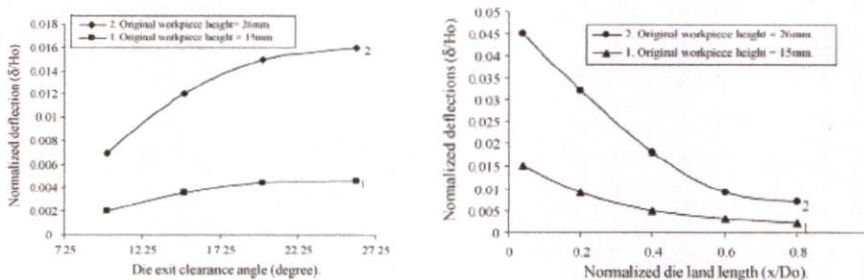 0.018
0.016
0.014
0.012
0.01
0.008
0.006
0.004
0.002
0
Normalized deflection (δ/Ho)
2. Original workpiece height= 26mm
1. Original workpiece height = 15mm
2
1
7.25 12.25 17.25 22.25 27.25
Die exit clearance angle (degree).
0.05
0.045
0.04
0.035
0.03
0.025
0.02
0.015
0.01
0.005
0
Normalized deflections (δ/Ho)
2. Original workpiece height = 26mm
1. Original workpiece height = 15mm
2
1
0 0.2 0.4 0.6 0.8
Normalized die land length (x/Do).